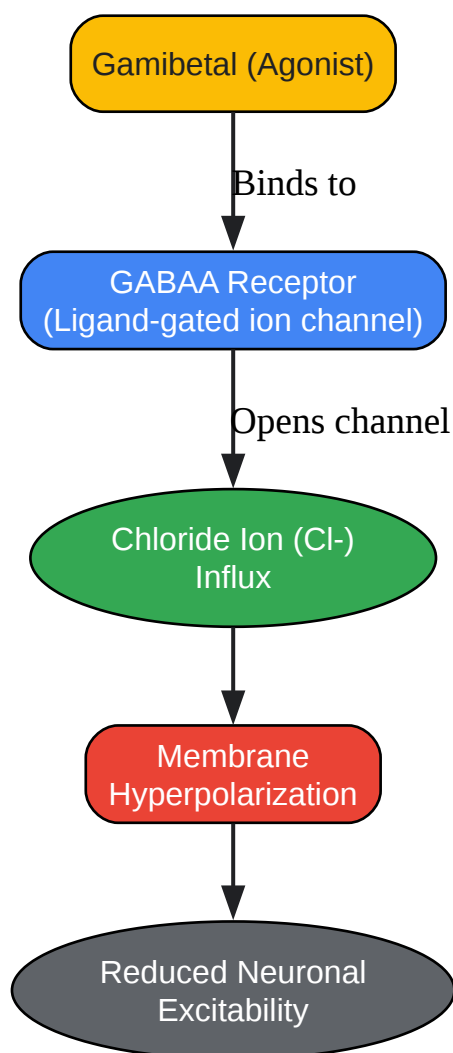 Gamibetal (Agonist)
Binds to
GABAA Receptor
(Ligand-gated ion channel)
Opens channel
Chloride Ion (Cl-)
Influx
Membrane
Hyperpolarization
Reduced Neuronal
Excitability